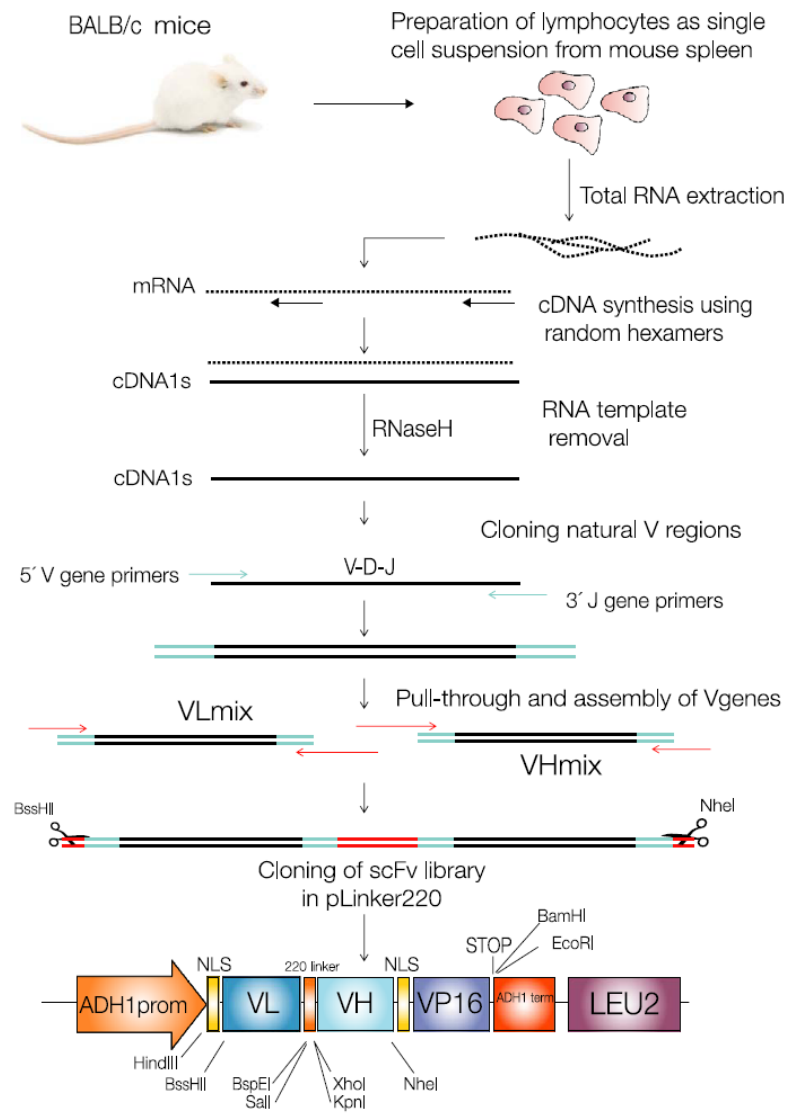 BALB/c mice
Preparation of lymphocytes as single
cell suspension from mouse spleen
Total RNA extraction
mRNA
cDNA synthesis using
random hexamers
cDNA1s
RNaseH
RNA template
removal
cDNA1s
Cloning natural V regions
5´ V gene primers
V-D-J
3´ J gene primers
Pull-through and assembly of Vgenes
VLmix
VHmix
BssHII
NheI
Cloning of scFv library
in pLinker220
BamHI
STOP
EcoRI
NLS
220 linker
NLS
ADH1prom
VL
VH
VP16
ADH1 term
LEU2
HindIII
BssHII
BspEI
SalI
XhoI
KpnI
NheI